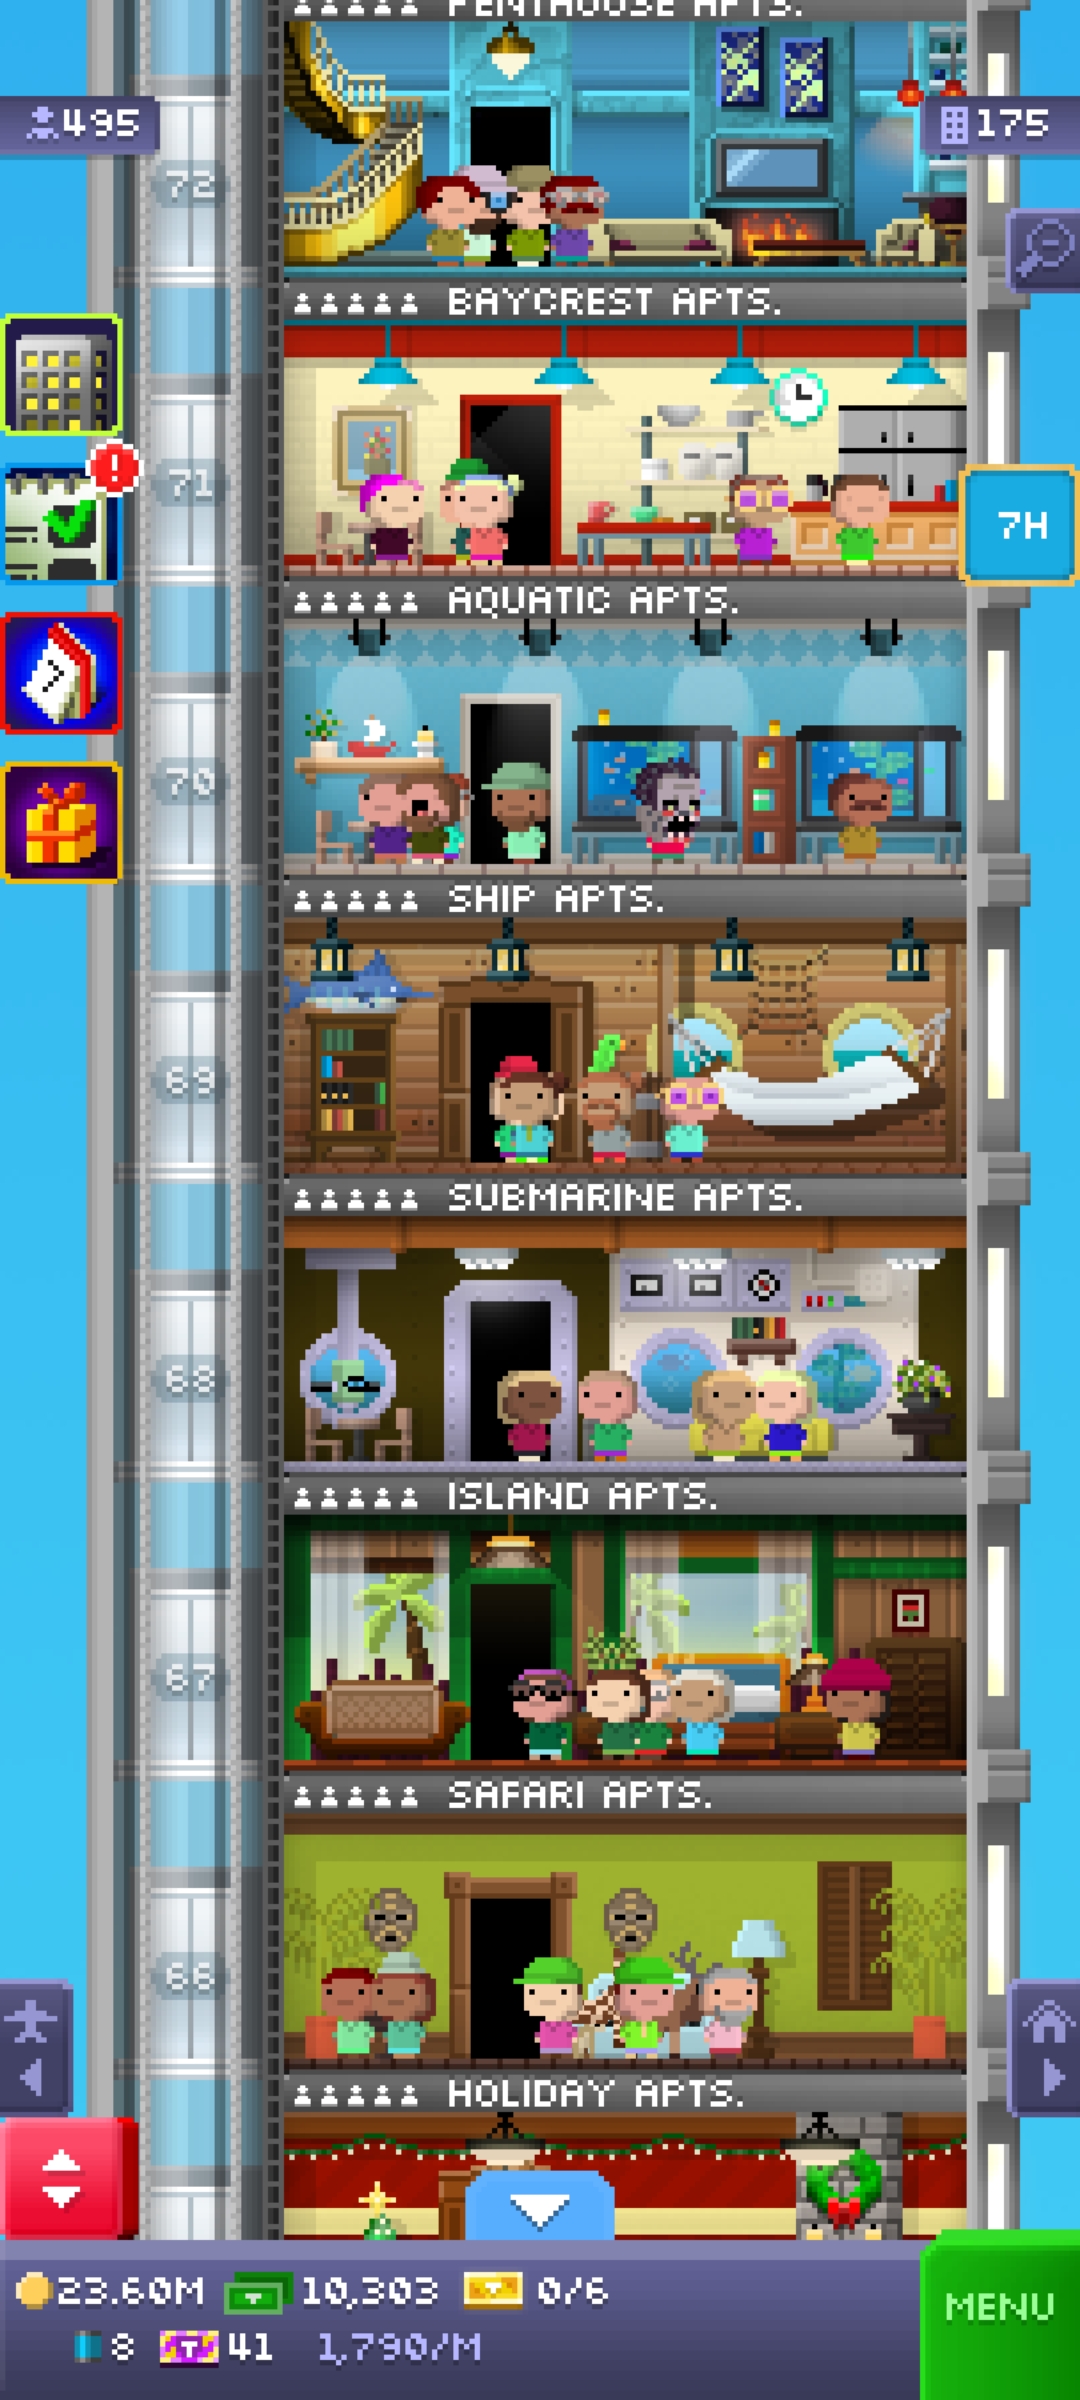 PENTHOUSE APTS.
495
175
72
BAYCREST APTS.
71
7H
AQUATIC APTS.
7
70
SHIP APTS.
69
SUBMARINE APTS.
68
ISLAND APTS.
67
SAFARI APTS.
66
HOLIDAY APTS.
23.60M 10,303 0/6
MENU
8 T 41 1,790/M